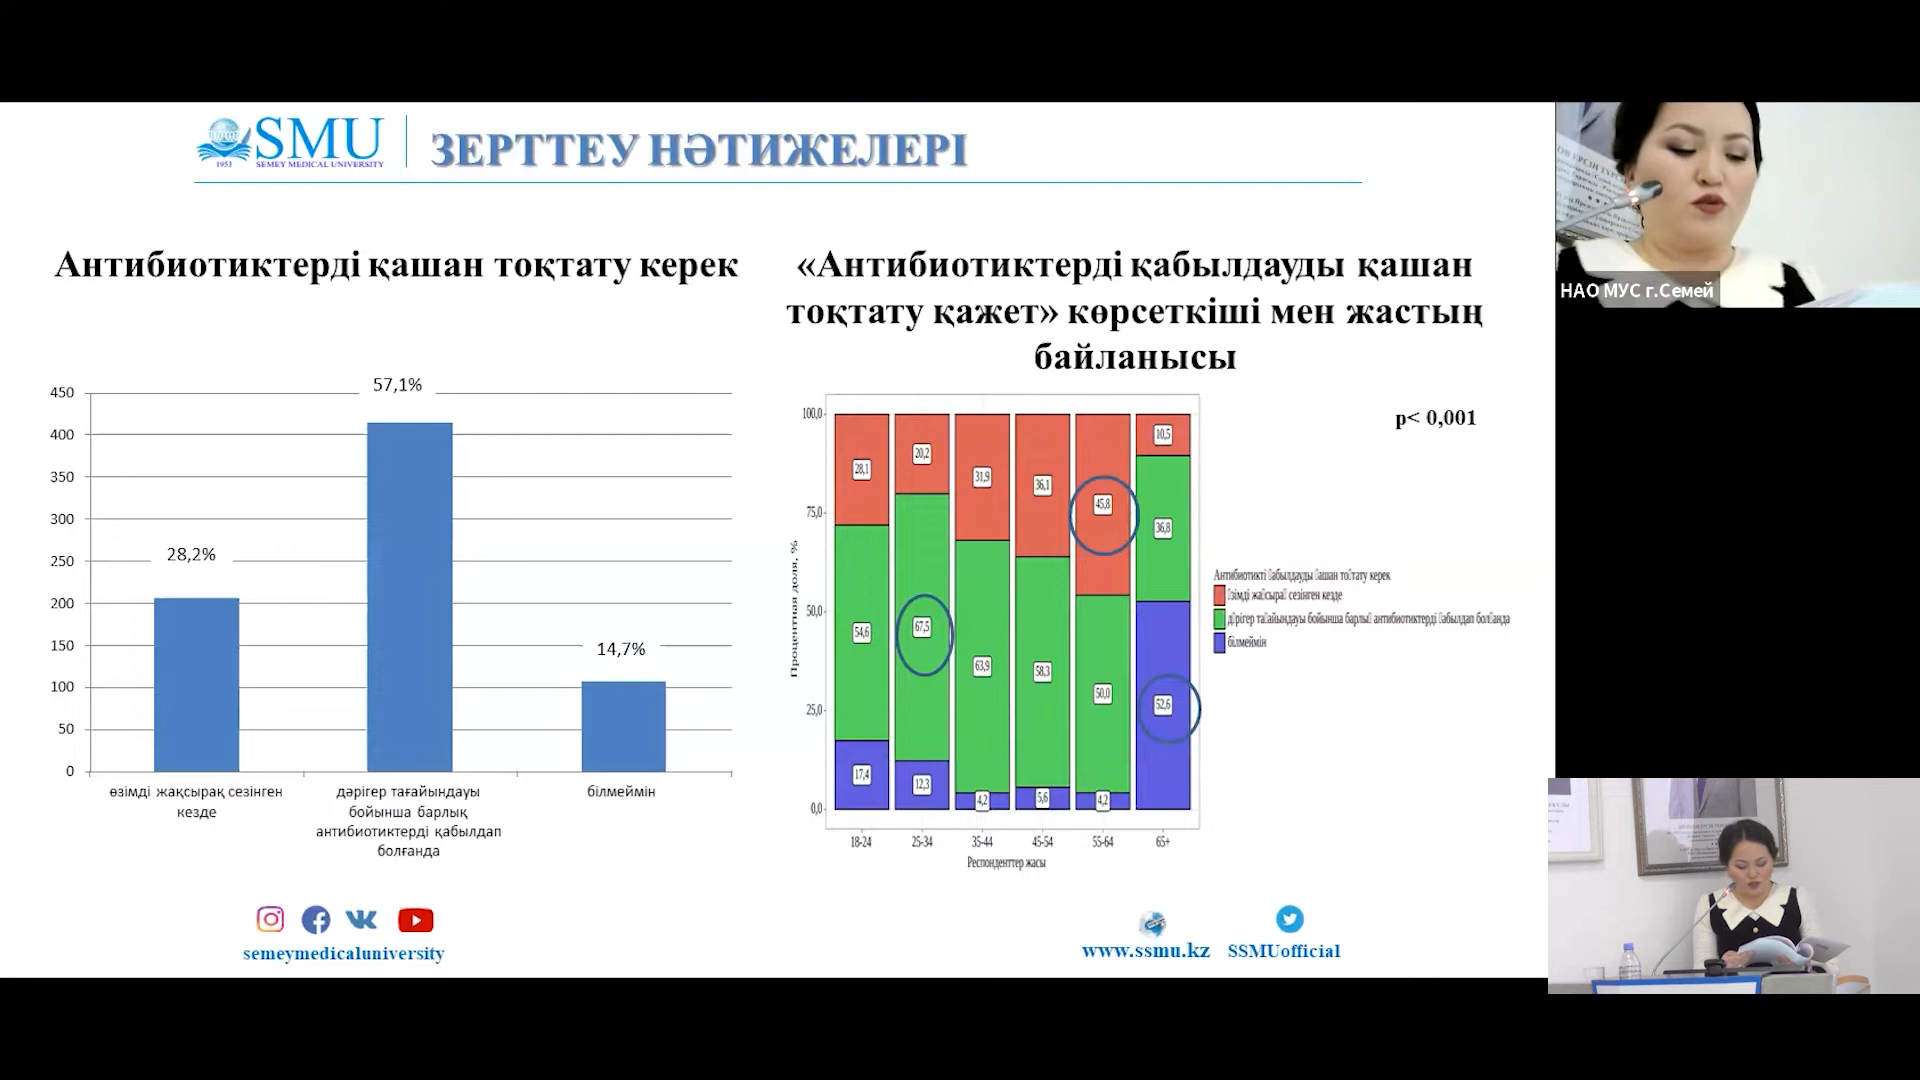 SMU
1953 SEMEY MEDICAL UNIVERSITY
ЗЕРТТЕУ НӘТИЖЕЛЕРІ
Антибиотиктерді қашан тоқтату керек
450
400
350
300
250
200
150
100
50
0
57,1%
28,2%
14,7%
өзімді жақсырақ сезінген
кезде
дәрігер тағайындауы
бойынша барлық
антибиотиктерді қабылдап
болғанда
білмеймін
«Антибиотиктерді қабылдауды қашан
тоқтату қажет» көрсеткіші мен жастың
байланысы
p< 0,001
Процентная доля, %
100,0
75,0
50,0
25,0
0,0
28,1 20,2 31,9 36,1 45,8 10,5
54,6 67,5 63,9 58,3 50,0 36,8
17,4 12,3 4,2 5,6 4,2 52,6
18-24 25-34 35-44 45-54 55-64 65+
Респонденттер жасы
semeymedicaluniversity
www.ssmu.kz SSMUofficial
НАО МУС г.Семей